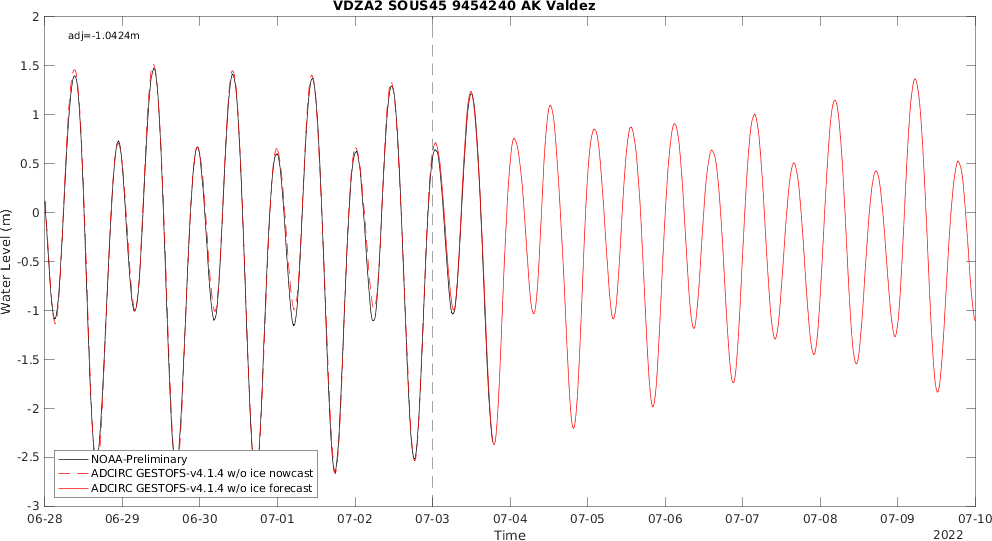 VDZA2 SOUS45 9454240 AK Valdez
adj=-1.0424m
Water Level (m)
2
1.5
1
0.5
0
-0.5
-1
-1.5
-2
-2.5
-3
NOAA-Preliminary
ADCIRC GESTOFS-v4.1.4 w/o ice nowcast
ADCIRC GESTOFS-v4.1.4 w/o ice forecast
06-28 06-29 06-30 07-01 07-02 07-03 07-04 07-05 07-06 07-07 07-08 07-09 07-10
Time
2022